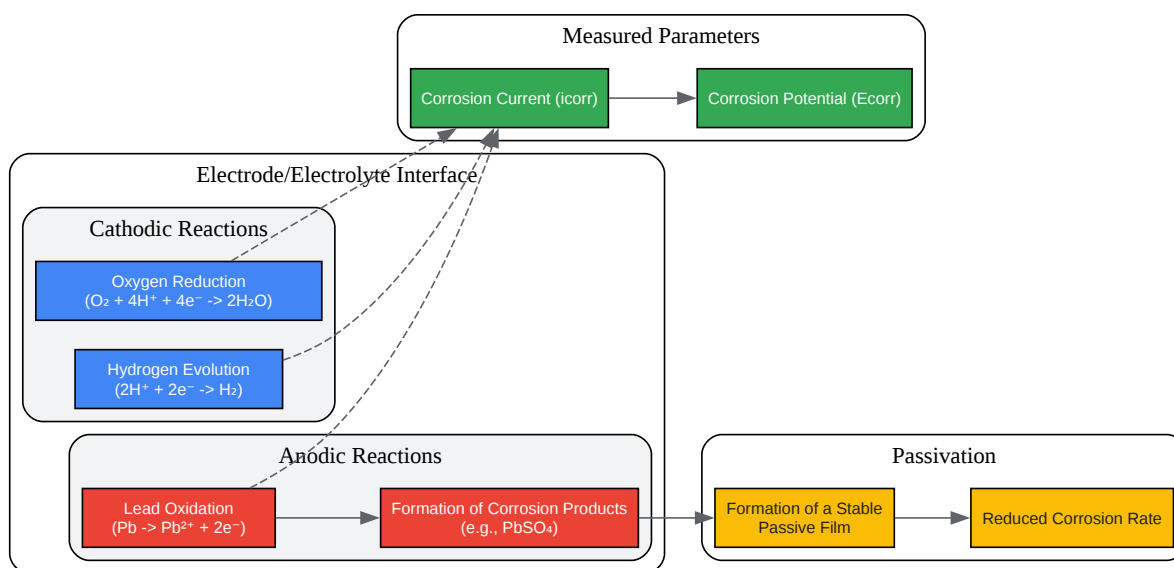 Measured Parameters
Corrosion Current (icorr)
Corrosion Potential (Ecorr)
Electrode/Electrolyte Interface
Cathodic Reactions
Oxygen Reduction
(O₂ + 4H⁺ + 4e⁻ -> 2H₂O)
Hydrogen Evolution
(2H⁺ + 2e⁻ -> H₂)
Anodic Reactions
Lead Oxidation
(Pb -> Pb²⁺ + 2e⁻)
Formation of Corrosion Products
(e.g., PbSO₄)
Passivation
Formation of a Stable
Passive Film
Reduced Corrosion Rate